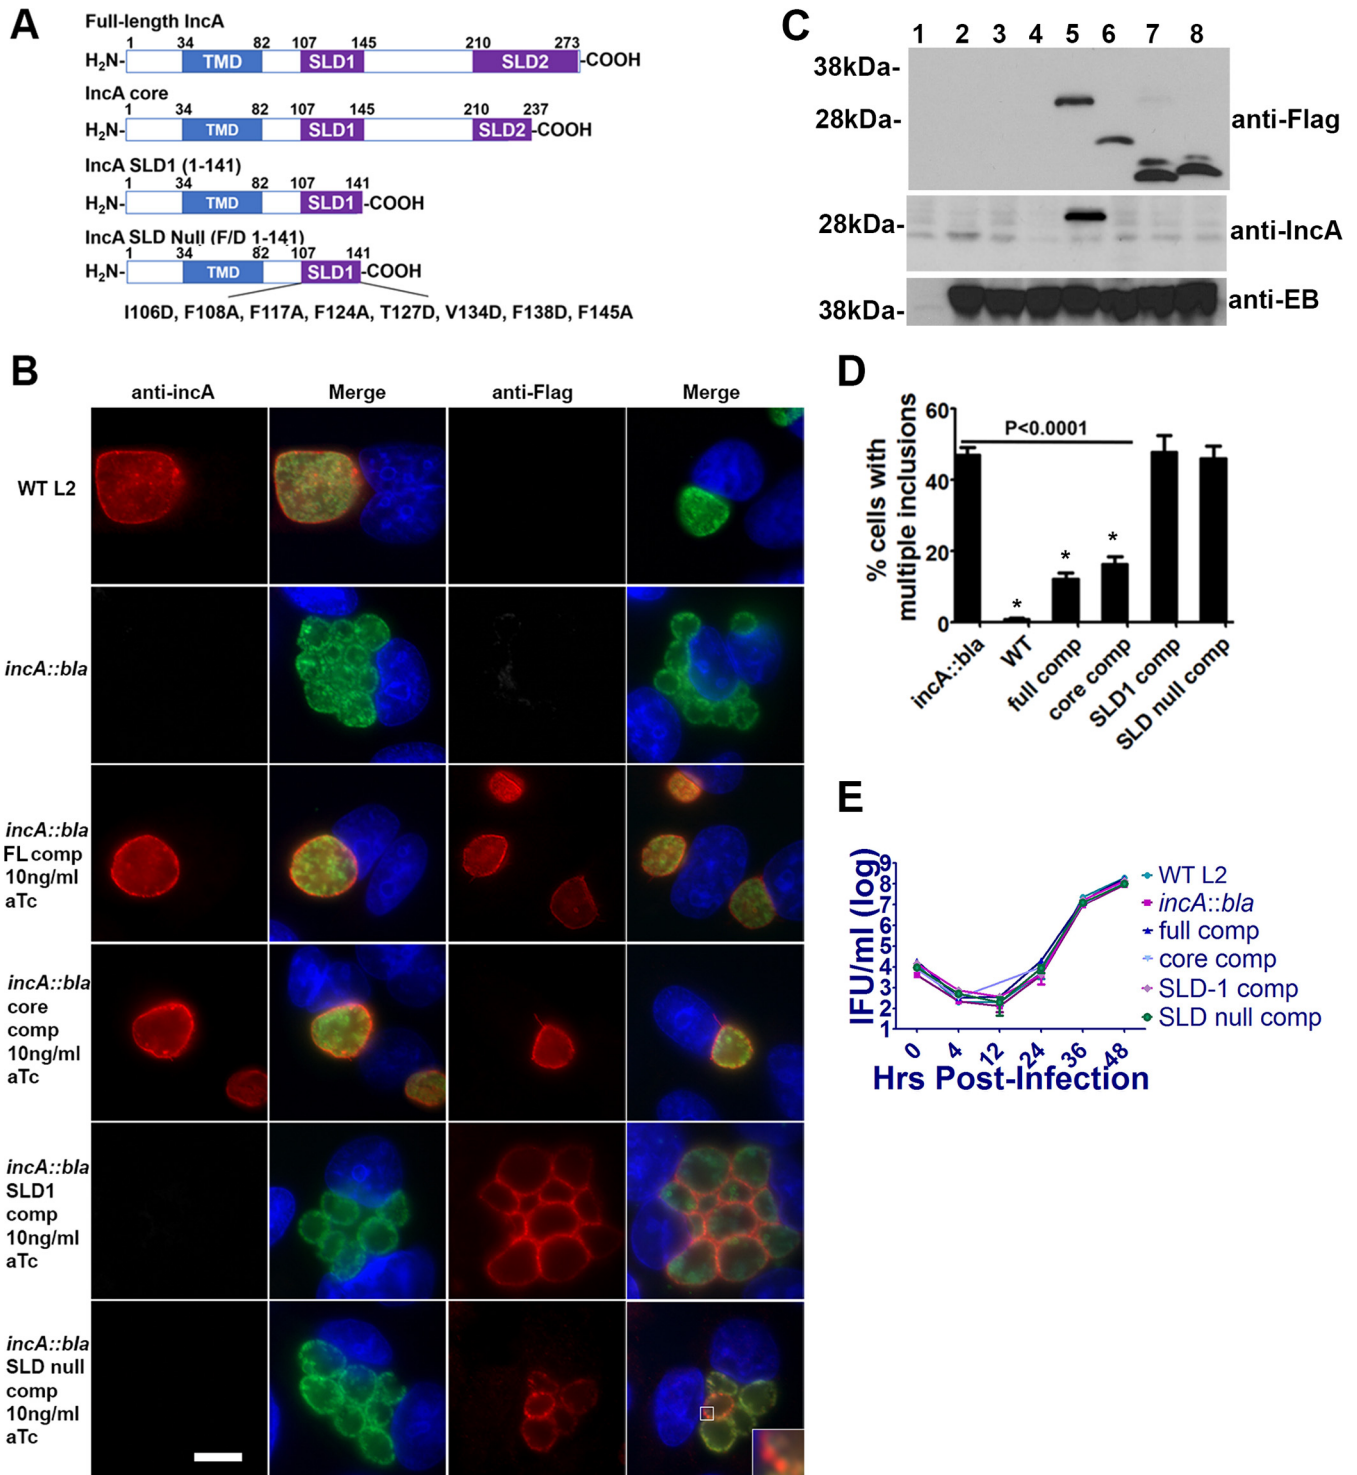 A
Full-length IncA
1 34 82 107 145 210 273
H2N- TMD SLD1 SLD2 -COOH
IncA core
1 34 82 107 145 210 237
H2N- TMD SLD1 SLD2 -COOH
IncA SLD1 (1-141)
1 34 82 107 141
H2N- TMD SLD1 -COOH
IncA SLD Null (F/D 1-141)
1 34 82 107 141
H2N- TMD SLD1 -COOH
I106D, F108A, F117A, F124A, T127D, V134D, F138D, F145A
B
anti-incA Merge anti-Flag Merge
WT L2
incA::bla
incA::bla
FL comp
10ng/ml
aTc
incA::bla
core
comp
10ng/ml
aTc
incA::bla
SLD1
comp
10ng/ml
aTc
incA::bla
SLD null
comp
10ng/ml
aTc
C
1 2 3 4 5 6 7 8
38kDa-
28kDa-
anti-Flag
28kDa-
anti-IncA
38kDa-
anti-EB
D
% cells with
multiple inclusions
60
40
20
0
P<0.0001
* * *
incA::bla
WT
full comp
core comp
SLD1 comp
SLD null comp
E
IFU/ml (log)
9
8
7
6
5
4
3
2
1
0 4 12 24 36 48
Hrs Post-Infection
WT L2
incA::bla
full comp
core comp
SLD-1 comp
SLD null comp